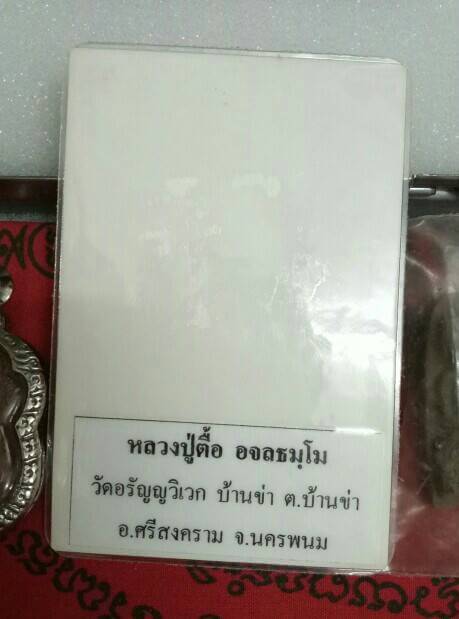 หลวงปู่ตื้อ อจลธมฺโม
วัดอรัญญวิเวก บ้านข่า ต.บ้านข่า
อ.ศรีสงคราม จ.นครพนม